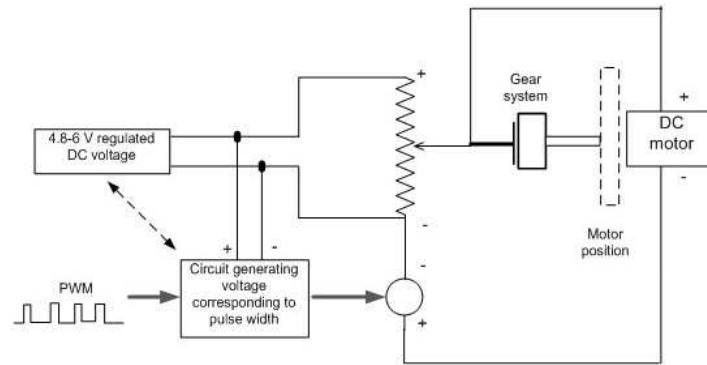 4.8-6 V regulated
DC voltage
+
-
PWM
Circuit generating
voltage
corresponding to
pulse width
+
-
-
+
Gear
system
Motor
position
+
DC
motor
-